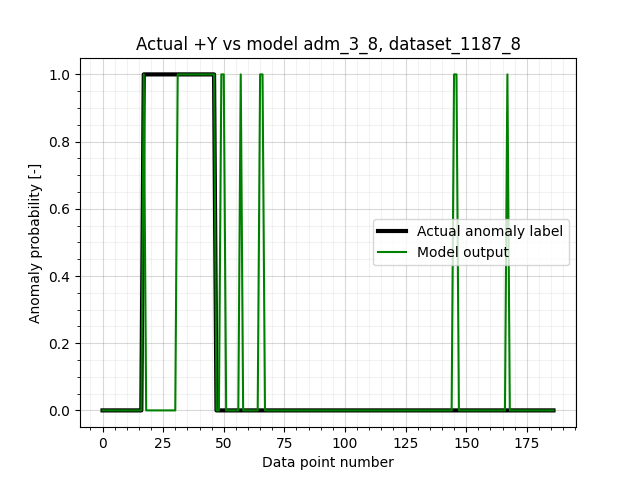 Actual +Y vs model adm_3_8, dataset_1187_8
1.0
0.8
0.6
0.4
0.2
0.0
Anomaly probability [-]
Actual anomaly label
Model output
0 25 50 75 100 125 150 175
Data point number